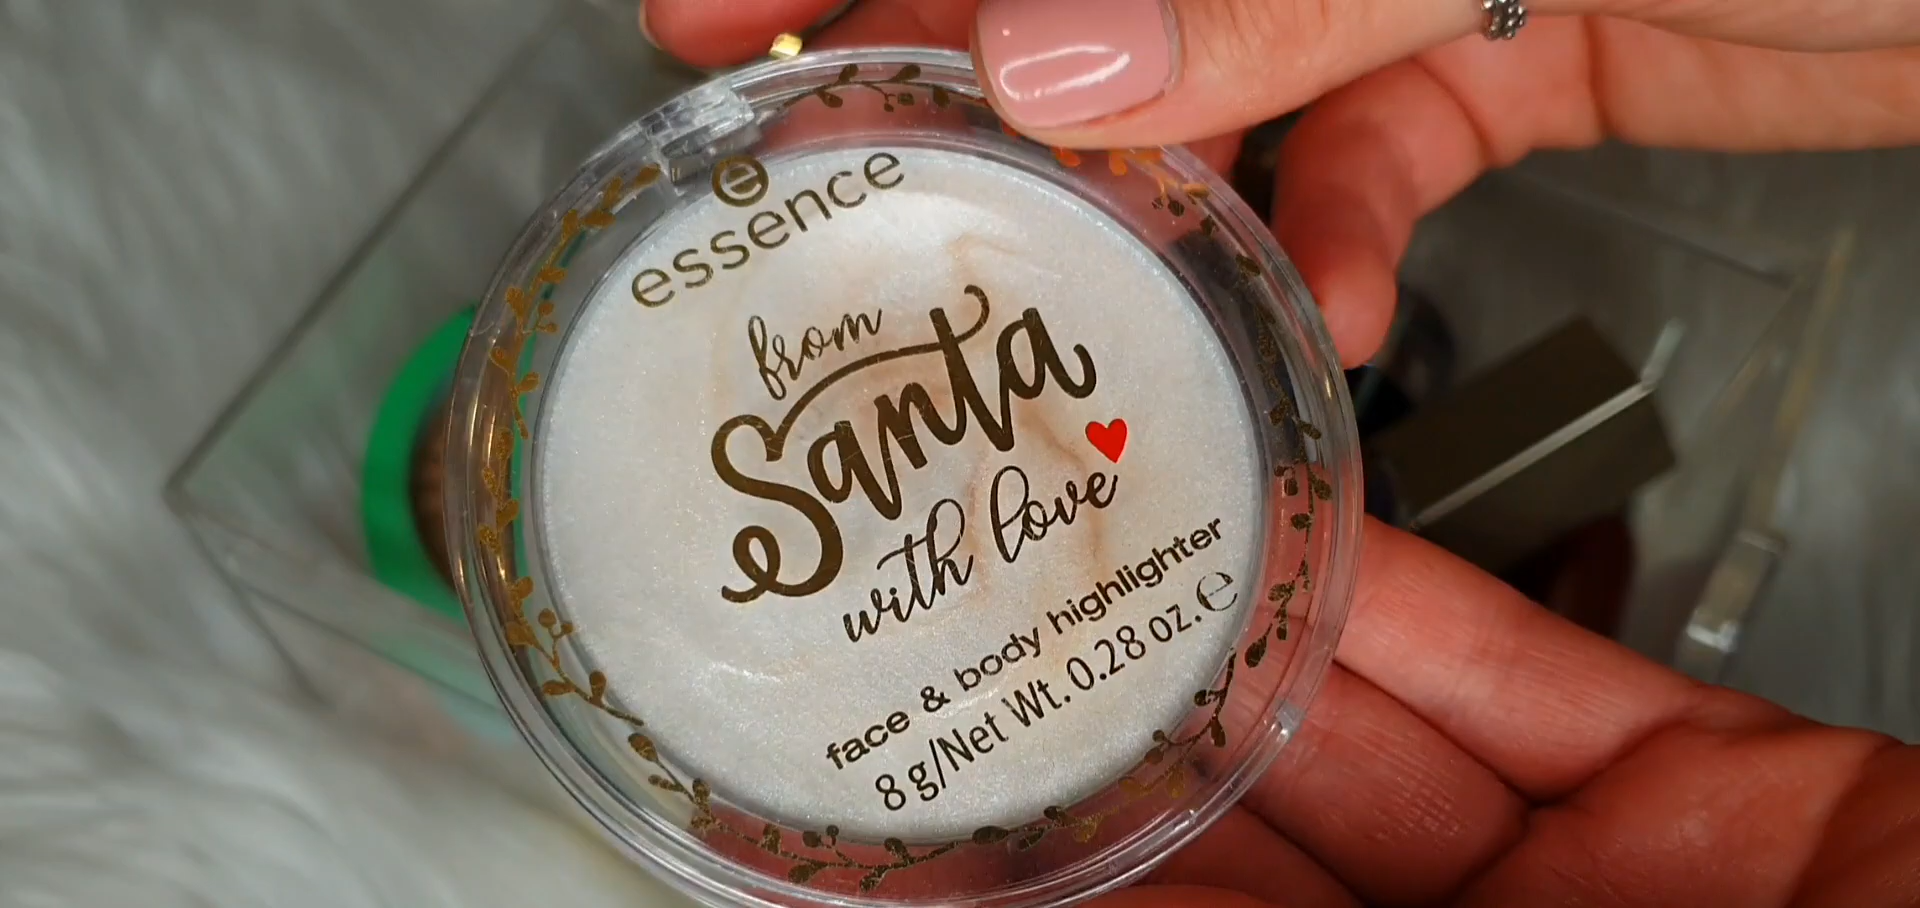 e
essence
from
Santa
with love
face & body highlighter
8 g/Net Wt. 0.28 oz. ℮